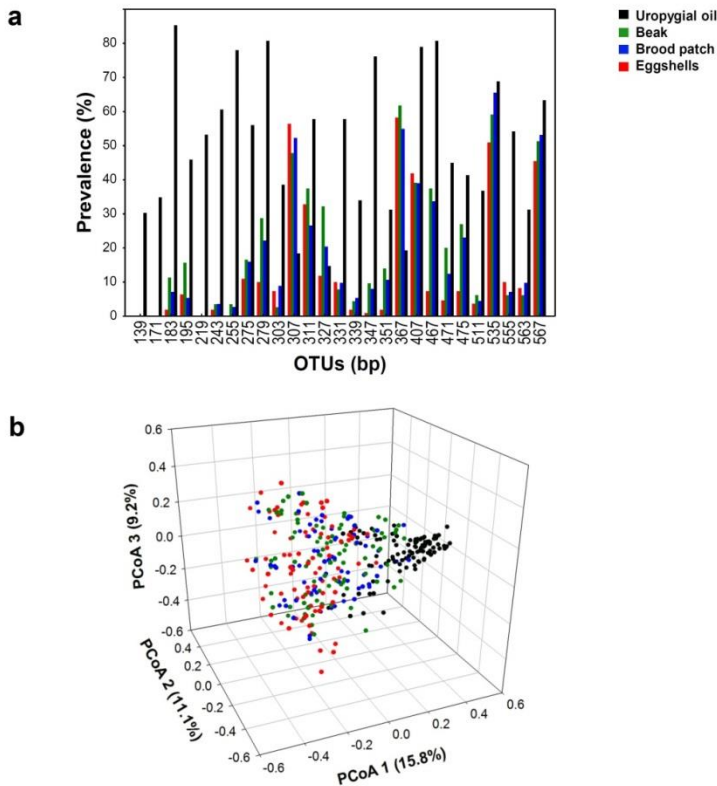 a
Uropygial oil
Beak
Brood patch
Eggshells
80
70
60
50
40
30
20
10
0
Prevalence (%)
139 171 183 195 219 243 255 275 279 303 307 311 327 331 339 347 351 367 407 467 471 475 511 535 555 563 567
OTUs (bp)
b
0.6
0.4
0.2
0.0
-0.2
-0.4
-0.6
PCoA 3 (9.2%)
0.4
0.2
0.0
-0.2
-0.4
-0.6
PCoA 2 (11.1%)
-0.6 -0.4 -0.2 0.0 0.2 0.4 0.6
PCoA 1 (15.8%)